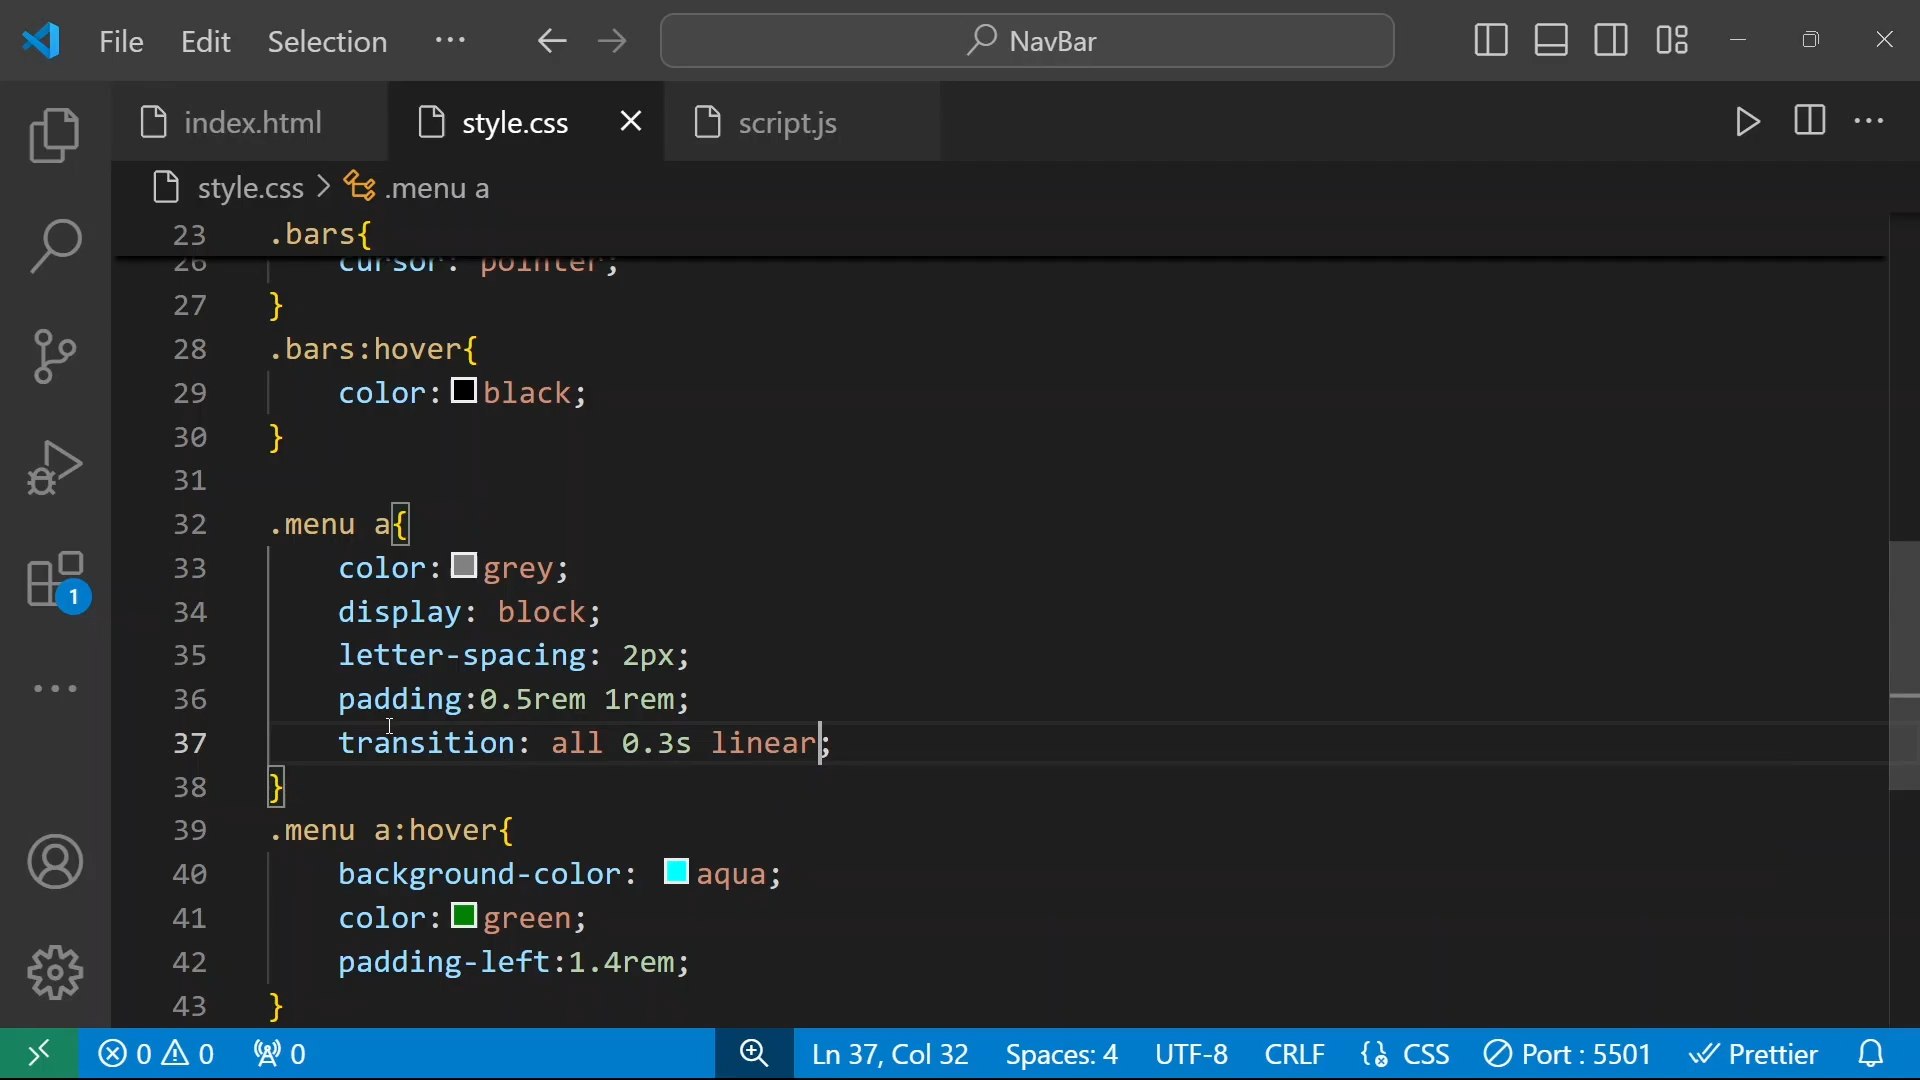 File Edit Selection ··· NavBar
index.html style.css script.js
style.css > .menu a
23 .bars{
26 cursor: pointer;
27 }
28 .bars:hover{
29 color: black;
30 }
31
32 .menu a{
33 color: grey;
34 display: block;
35 letter-spacing: 2px;
36 padding:0.5rem 1rem;
37 transition: all 0.3s linear;
38 }
39 .menu a:hover{
40 background-color: aqua;
41 color: green;
42 padding-left:1.4rem;
43 }
1
0 0 0 Ln 37, Col 32 Spaces: 4 UTF-8 CRLF {} CSS Port : 5501 Prettier